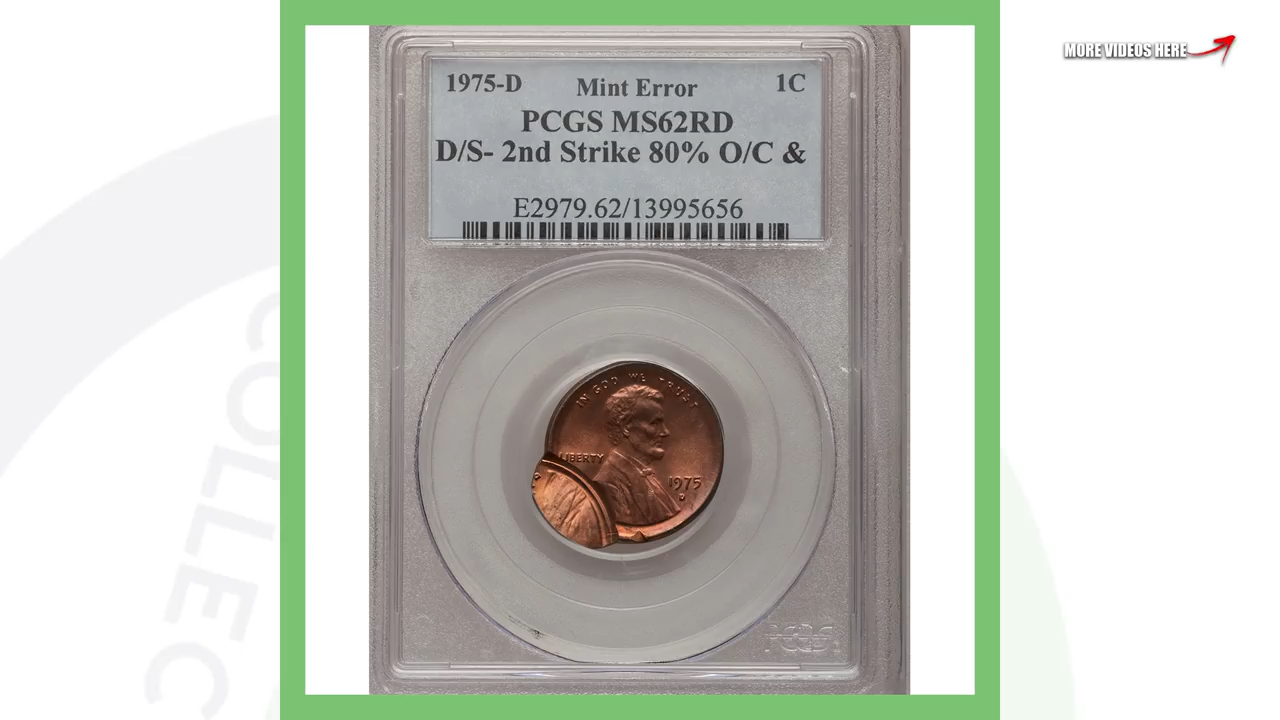 MORE VIDEOS HERE
1975-D Mint Error 1C
PCGS MS62RD
D/S- 2nd Strike 80% O/C &
E2979.62/13995656
IN GOD WE TRUST
LIBERTY
1975
D
PCGS
COLLEC